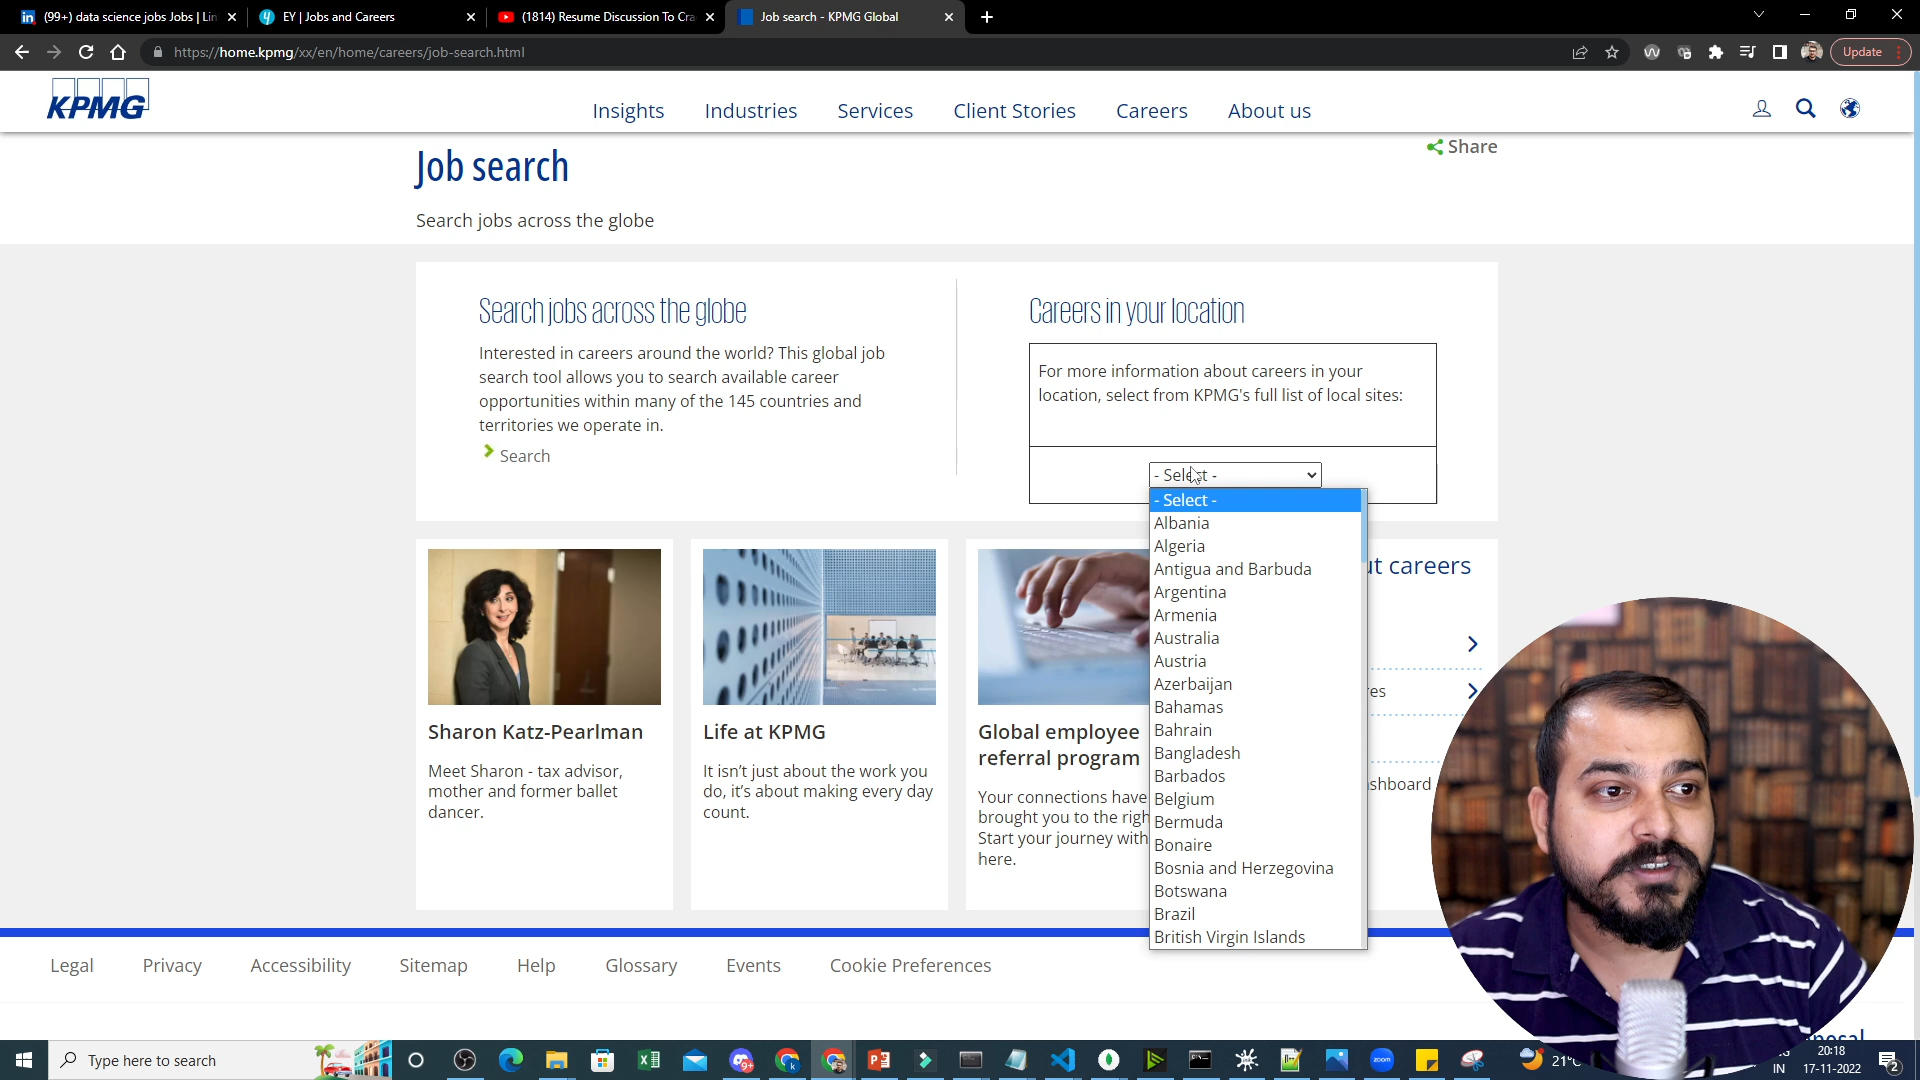 (99+) data science jobs Jobs | Lin
EY | Jobs and Careers
(1814) Resume Discussion To Cra
Job search - KPMG Global
https://home.kpmg/xx/en/home/careers/job-search.html
Update
KPMG
Insights
Industries
Services
Client Stories
Careers
About us
Job search
Share
Search jobs across the globe
Search jobs across the globe
Interested in careers around the world? This global job
search tool allows you to search available career
opportunities within many of the 145 countries and
territories we operate in.
Search
Careers in your location
For more information about careers in your
location, select from KPMG's full list of local sites:
- Select -
- Select -
Albania
Algeria
Antigua and Barbuda
Argentina
Armenia
Australia
Austria
Azerbaijan
Bahamas
Bahrain
Bangladesh
Barbados
Belgium
Bermuda
Bonaire
Bosnia and Herzegovina
Botswana
Brazil
British Virgin Islands
Sharon Katz-Pearlman
Meet Sharon - tax advisor,
mother and former ballet
dancer.
Life at KPMG
It isn't just about the work you
do, it's about making every day
count.
Global employee
referral program
Your connections have
brought you to the righ
Start your journey with
here.
ut careers
es
shboard
Legal
Privacy
Accessibility
Sitemap
Help
Glossary
Events
Cookie Preferences
Type here to search
zoom
21°C
IN
20:18
17-11-2022
2